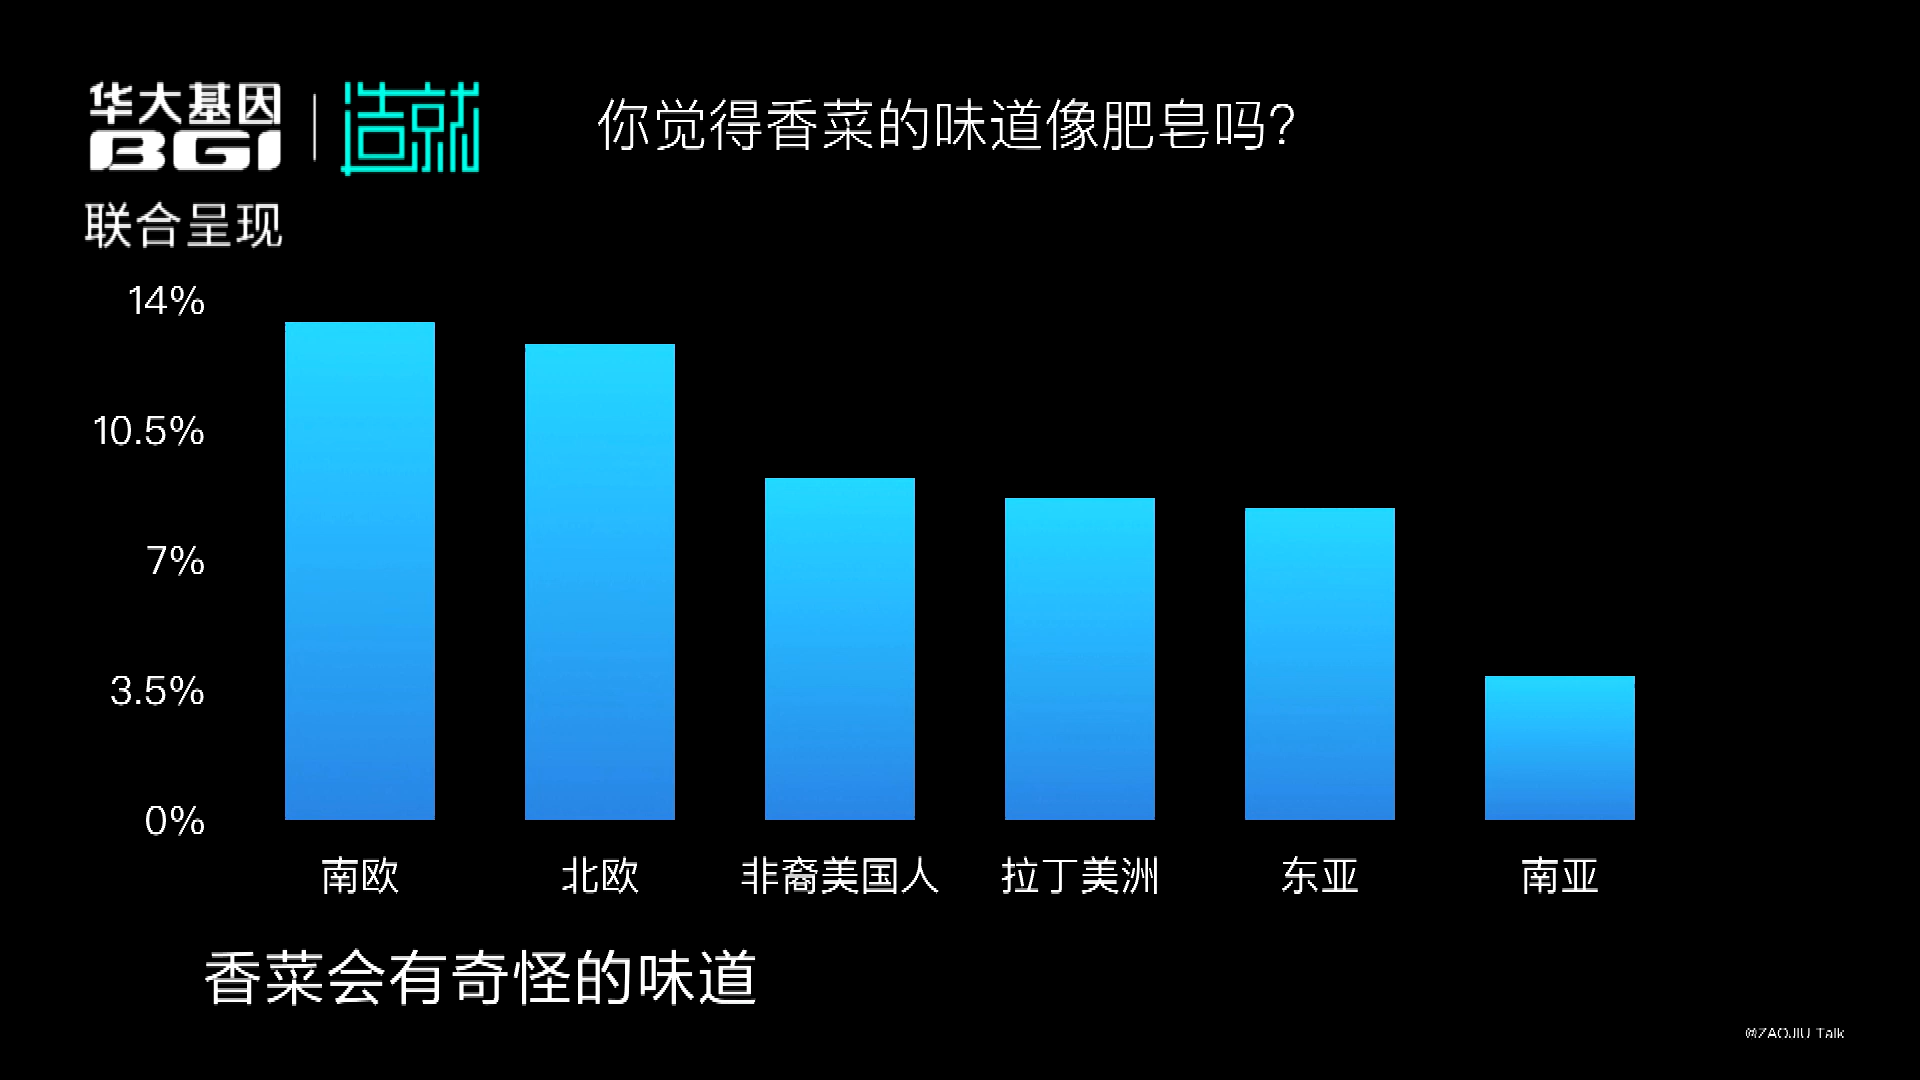 华大基因
BGI
造就
你觉得香菜的味道像肥皂吗?
联合呈现
14%
10.5%
7%
3.5%
0%
南欧
北欧
非裔美国人
拉丁美洲
东亚
南亚
香菜会有奇怪的味道
@ZAOJIU Talk